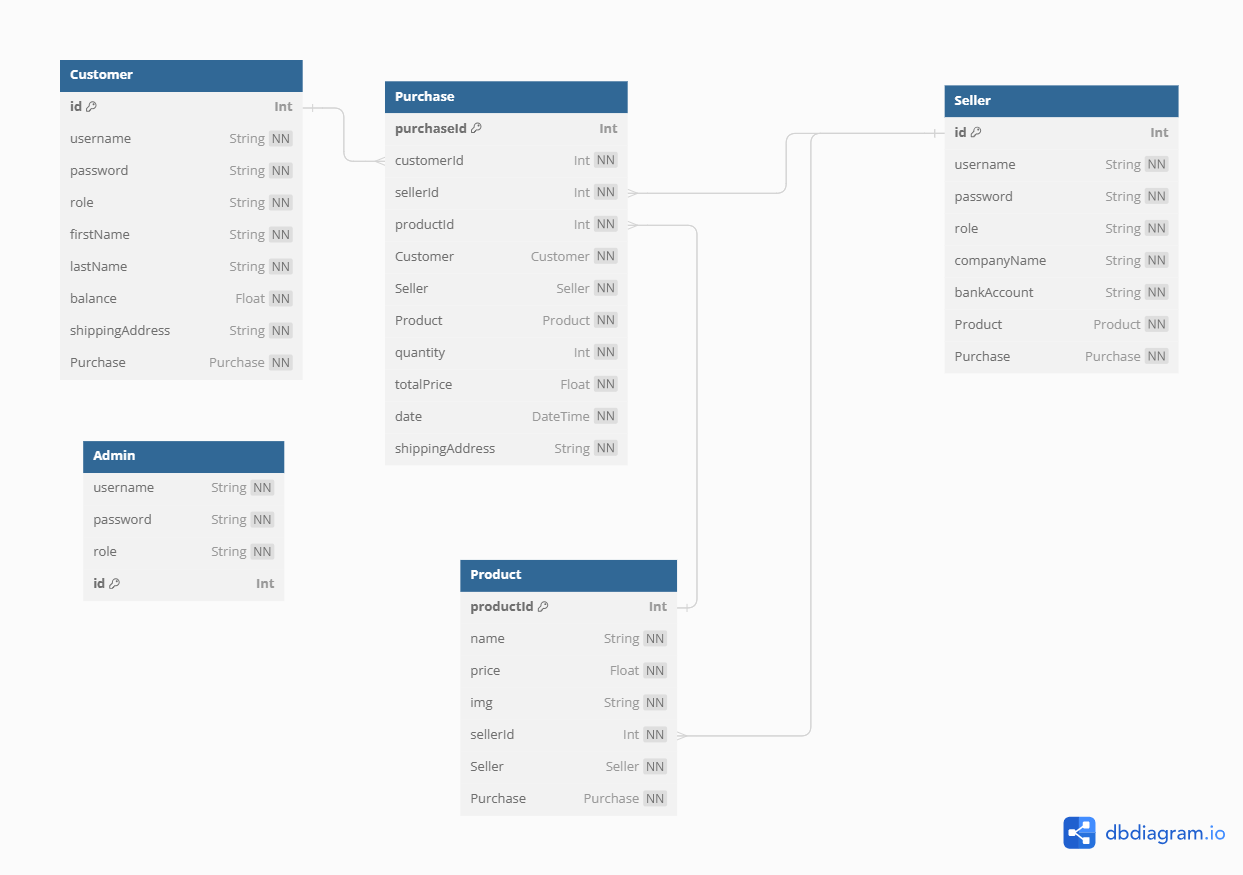 Customer
id Int
username String NN
password String NN
role String NN
firstName String NN
lastName String NN
balance Float NN
shippingAddress String NN
Purchase Purchase NN
Purchase
purchaseId Int
customerId Int NN
sellerId Int NN
productId Int NN
Customer Customer NN
Seller Seller NN
Product Product NN
quantity Int NN
totalPrice Float NN
date DateTime NN
shippingAddress String NN
Seller
id Int
username String NN
password String NN
role String NN
companyName String NN
bankAccount String NN
Product Product NN
Purchase Purchase NN
Admin
username String NN
password String NN
role String NN
id Int
Product
productId Int
name String NN
price Float NN
img String NN
sellerId Int NN
Seller Seller NN
Purchase Purchase NN
dbdiagram.io